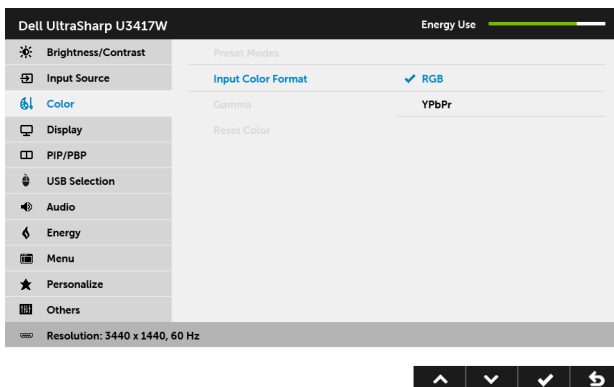 Dell UltraSharp U3417W Energy Use
Brightness/Contrast Preset Modes
Input Source Input Color Format RGB
Color Gamma YPbPr
Display Reset Color
PIP/PBP
USB Selection
Audio
Energy
Menu
Personalize
Others
Resolution: 3440 x 1440, 60 Hz